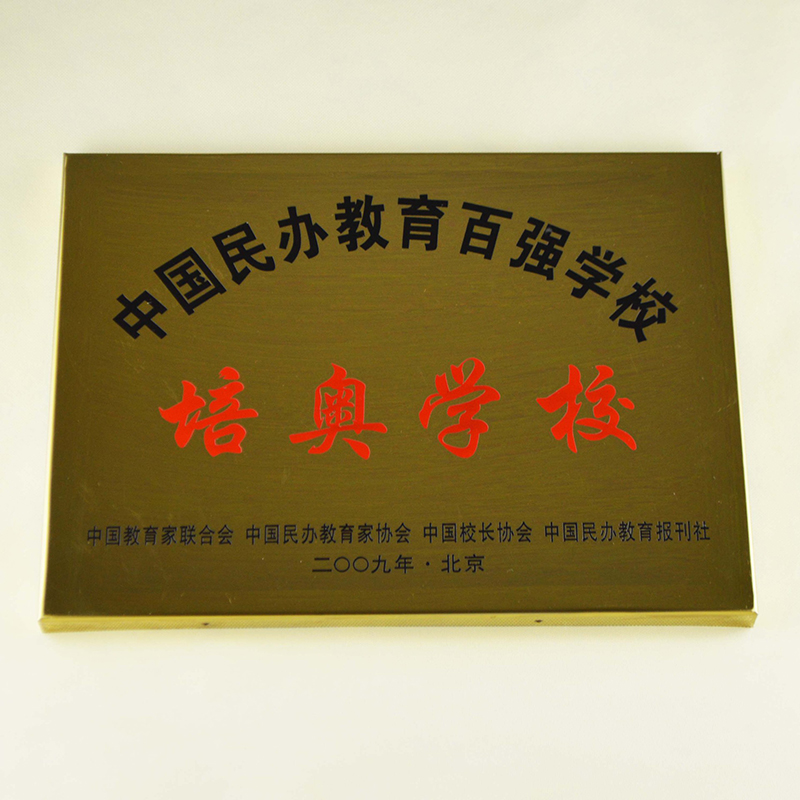 中国民办教育百强学校
培奥学校
中国教育家联合会 中国民办教育家协会 中国校长协会 中国民办教育报刊社
二〇〇九年·北京